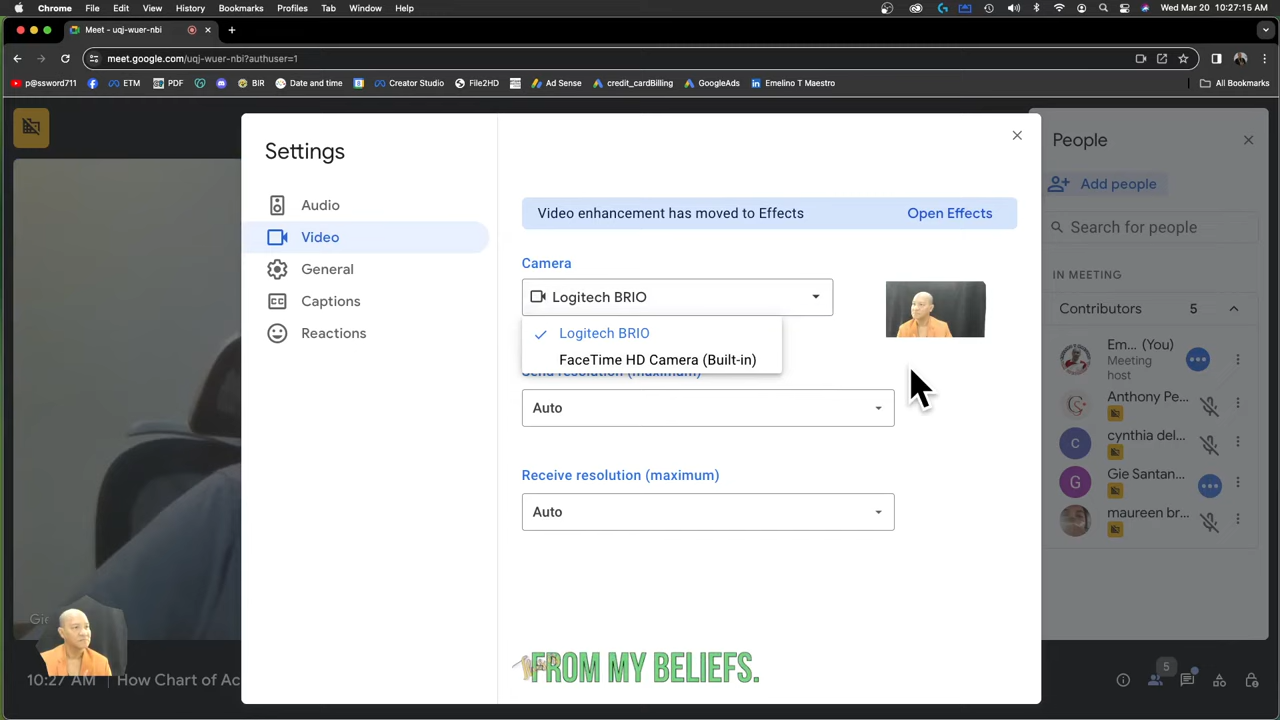 Chrome File Edit View History Bookmarks Profiles Tab Window Help
Wed Mar 20 10:27:15 AM
Meet - uqj-wuer-nbi
meet.google.com/uqj-wuer-nbi?authuser=1
p@ssword711 ETM PDF BIR Date and time Creator Studio File2HD Ad Sense credit_cardBilling GoogleAds Emelino T Maestro All Bookmarks
Settings
Audio
Video
General
Captions
Reactions
Video enhancement has moved to Effects Open Effects
Camera
Logitech BRIO
Logitech BRIO
FaceTime HD Camera (Built-in)
Send resolution (maximum)
Auto
Receive resolution (maximum)
Auto
People
Add people
Search for people
IN MEETING
Contributors 5
Em... (You)
Meeting
host
Anthony Pe...
cynthia del...
C
Gie Santan...
G
maureen br...
Gie
FROM MY BELIEFS.
10:27 AM How Chart of Ac
5